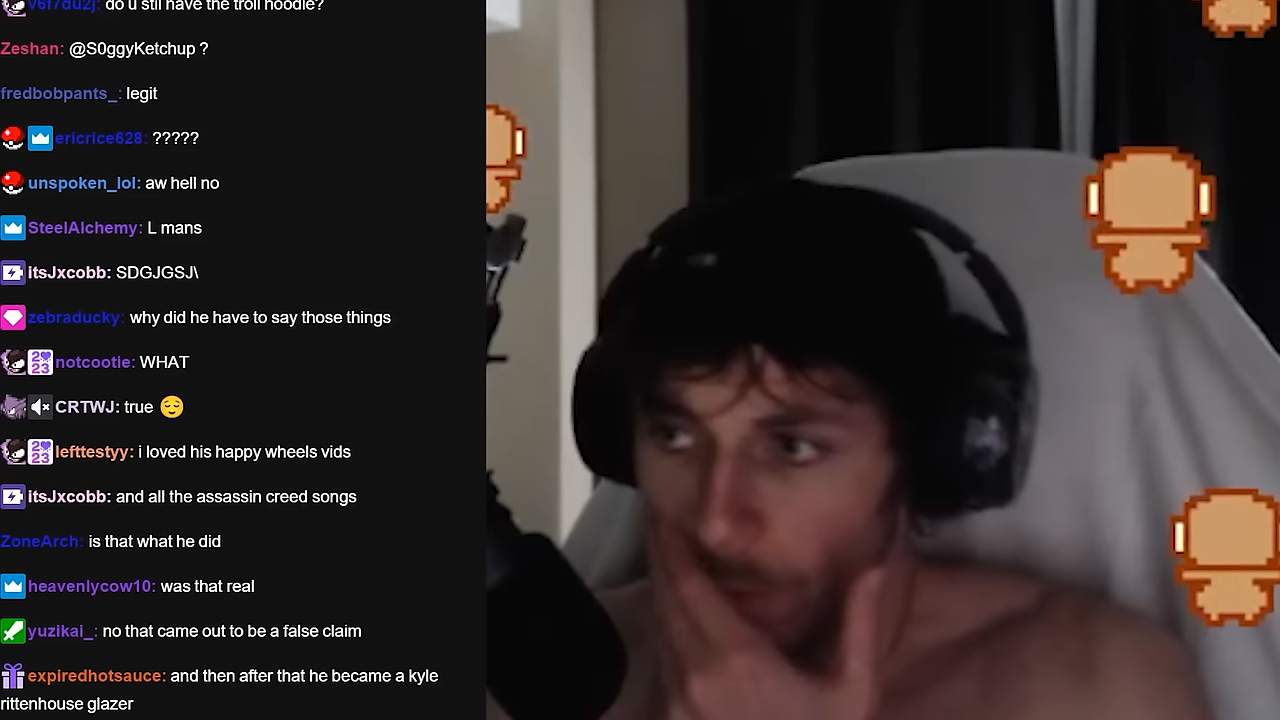 v6f7du2j: do u stil have the troll hoodie?
Zeshan: @S0ggyKetchup ?
fredbobpants_: legit
ericrice628: ?????
unspoken_lol: aw hell no
SteelAlchemy: L mans
itsJxcobb: SDGJGSJ\
zebraducky: why did he have to say those things
notcootie: WHAT
CRTWJ: true 😌
lefttestyy: i loved his happy wheels vids
itsJxcobb: and all the assassin creed songs
ZoneArch: is that what he did
heavenlycow10: was that real
yuzikai_: no that came out to be a false claim
expiredhotsauce: and then after that he became a kyle
rittenhouse glazer